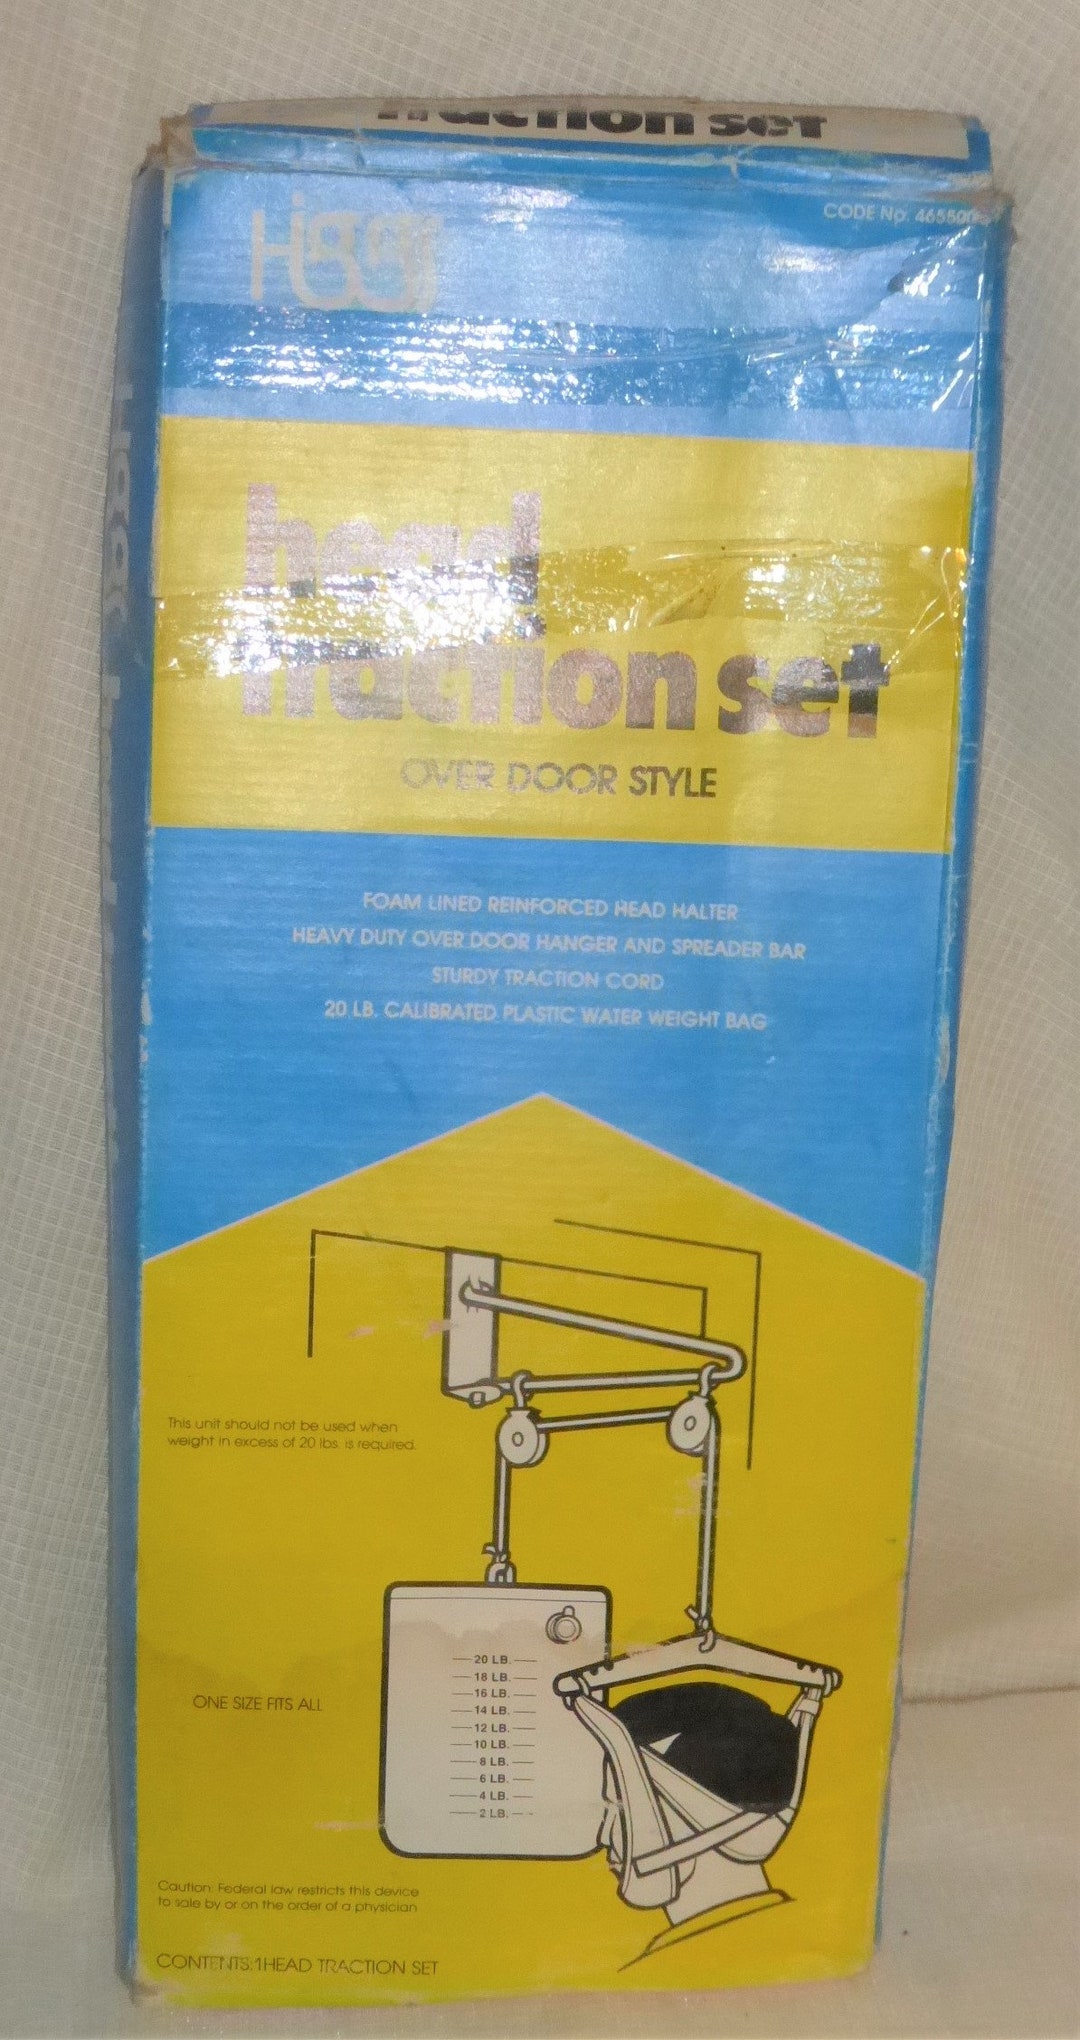 traction set
Higgs
CODE No. 465500
head
traction set
OVER DOOR STYLE
FOAM LINED REINFORCED HEAD HALTER
HEAVY DUTY OVER DOOR HANGER AND SPREADER BAR
STURDY TRACTION CORD
20 LB. CALIBRATED PLASTIC WATER WEIGHT BAG
This unit should not be used when
weight in excess of 20 lbs. is required.
20 LB.
18 LB.
16 LB.
14 LB.
12 LB.
10 LB.
8 LB.
6 LB.
4 LB.
2 LB.
ONE SIZE FITS ALL
Caution: Federal law restricts this device
to sale by or on the order of a physician
CONTENTS: 1 HEAD TRACTION SET